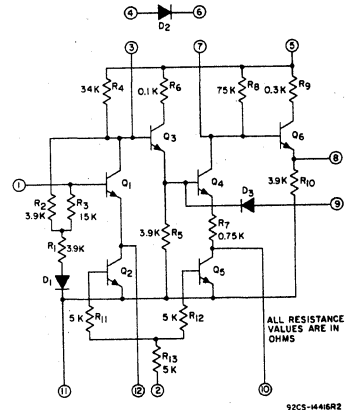 4 6
D2
3 7 5
34K R4
0.1K R6
75K R8
0.3K R9
Q3
Q6
8
1
Q1
Q4
R2
3.9K
R3
15K
D3
9
R10
3.9K
3.9K R5
R7
0.75K
R1 3.9K
D1
Q2
Q5
5K
R11
5K
R12
R13
5K
ALL RESISTANCE
VALUES ARE IN
OHMS
11 12 2 10
92CS-14416R2